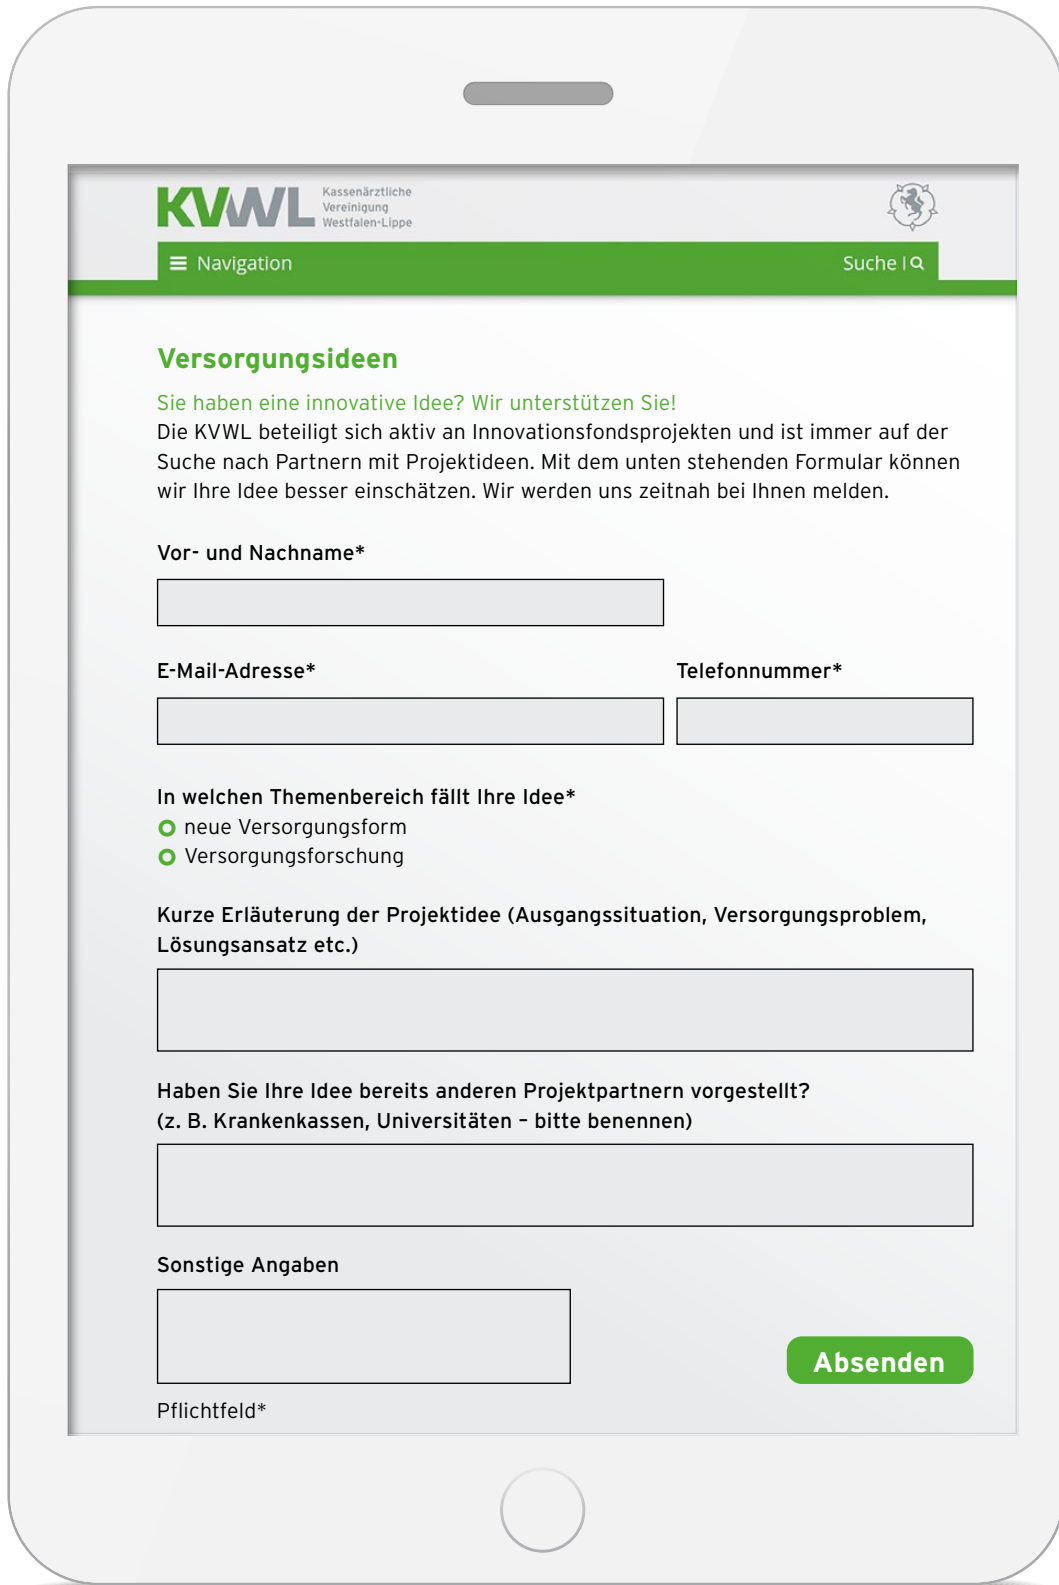 KVWL
Kassenärztliche
Vereinigung
Westfalen-Lippe
Navigation
Suche |
Versorgungsideen
Sie haben eine innovative Idee? Wir unterstützen Sie!
Die KVWL beteiligt sich aktiv an Innovationsfondsprojekten und ist immer auf der
Suche nach Partnern mit Projektideen. Mit dem unten stehenden Formular können
wir Ihre Idee besser einschätzen. Wir werden uns zeitnah bei Ihnen melden.
Vor- und Nachname*
E-Mail-Adresse*
Telefonnummer*
In welchen Themenbereich fällt Ihre Idee*
neue Versorgungsform
Versorgungsforschung
Kurze Erläuterung der Projektidee (Ausgangssituation, Versorgungsproblem,
Lösungsansatz etc.)
Haben Sie Ihre Idee bereits anderen Projektpartnern vorgestellt?
(z. B. Krankenkassen, Universitäten – bitte benennen)
Sonstige Angaben
Absenden
Pflichtfeld*